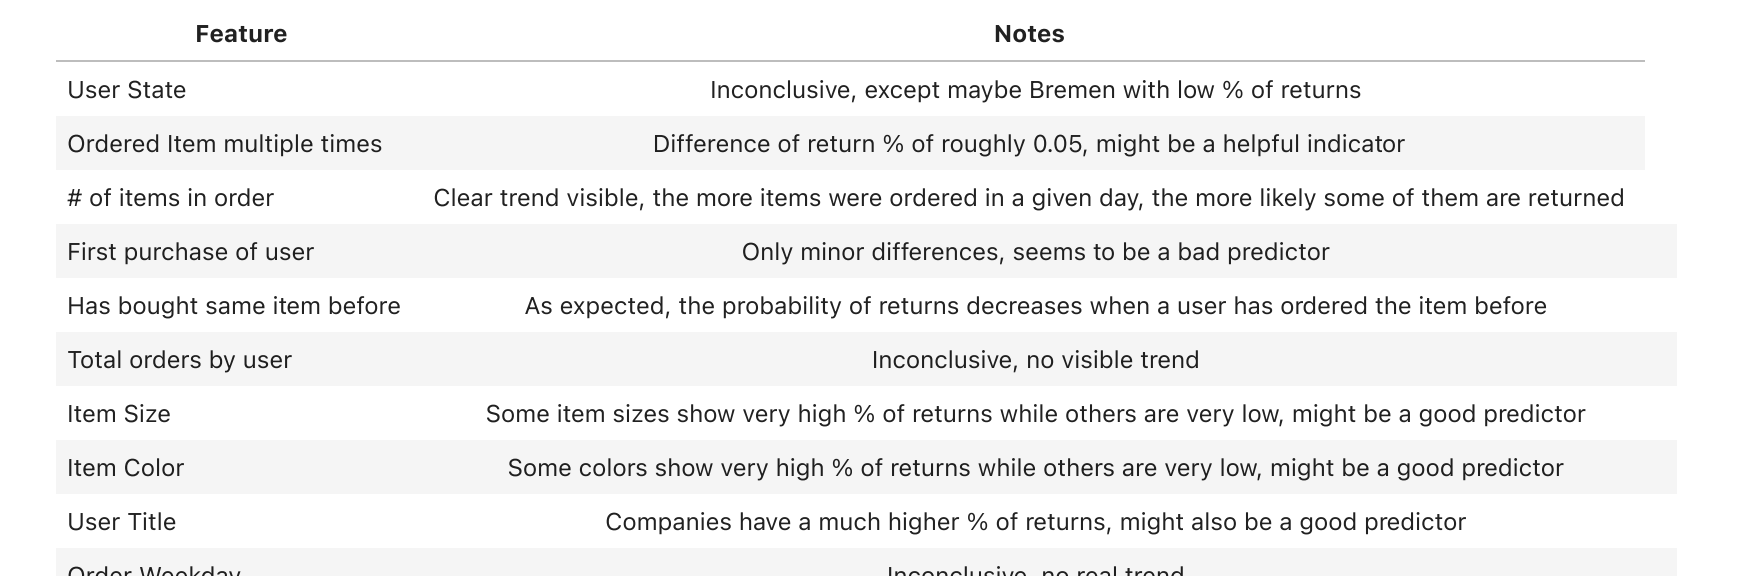 Feature Notes
User State Inconclusive, except maybe Bremen with low % of returns
Ordered Item multiple times Difference of return % of roughly 0.05, might be a helpful indicator
# of items in order Clear trend visible, the more items were ordered in a given day, the more likely some of them are returned
First purchase of user Only minor differences, seems to be a bad predictor
Has bought same item before As expected, the probability of returns decreases when a user has ordered the item before
Total orders by user Inconclusive, no visible trend
Item Size Some item sizes show very high % of returns while others are very low, might be a good predictor
Item Color Some colors show very high % of returns while others are very low, might be a good predictor
User Title Companies have a much higher % of returns, might also be a good predictor
Order Weekday Inconclusive, no real trend